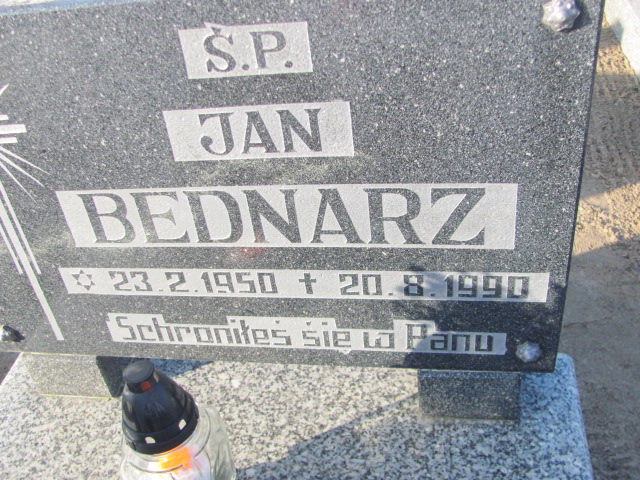 Ś.P.
JAN
BEDNARZ
✡ 23.2.1950 ✝ 20.8.1990
Schroniłeś się w Panu